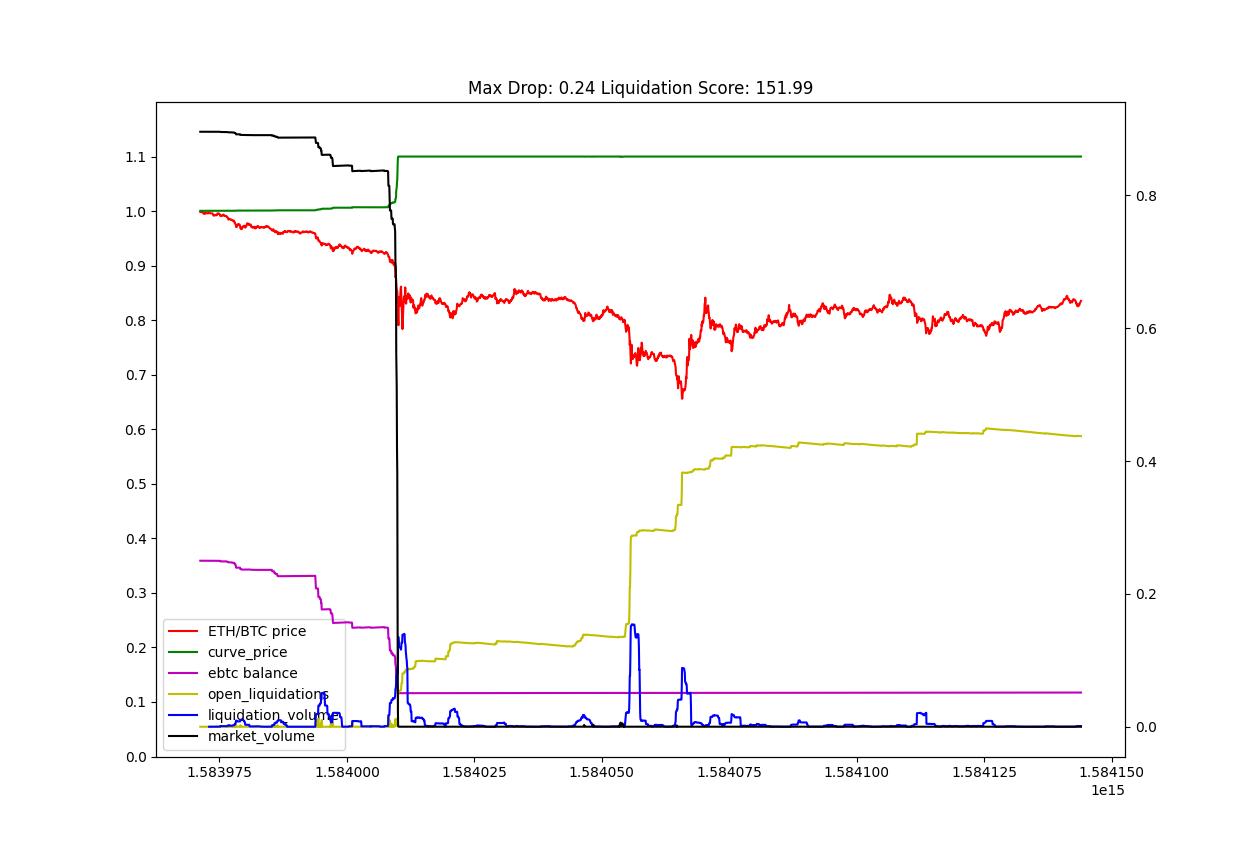 Max Drop: 0.24 Liquidation Score: 151.99
1.1
1.0
0.9
0.8
0.7
0.6
0.5
0.4
0.3
0.2
0.1
0.0
0.8
0.6
0.4
0.2
0.0
ETH/BTC price
curve_price
ebtc balance
open_liquidations
liquidation_volume
market_volume
1.583975 1.584000 1.584025 1.584050 1.584075 1.584100 1.584125 1.584150
1e15